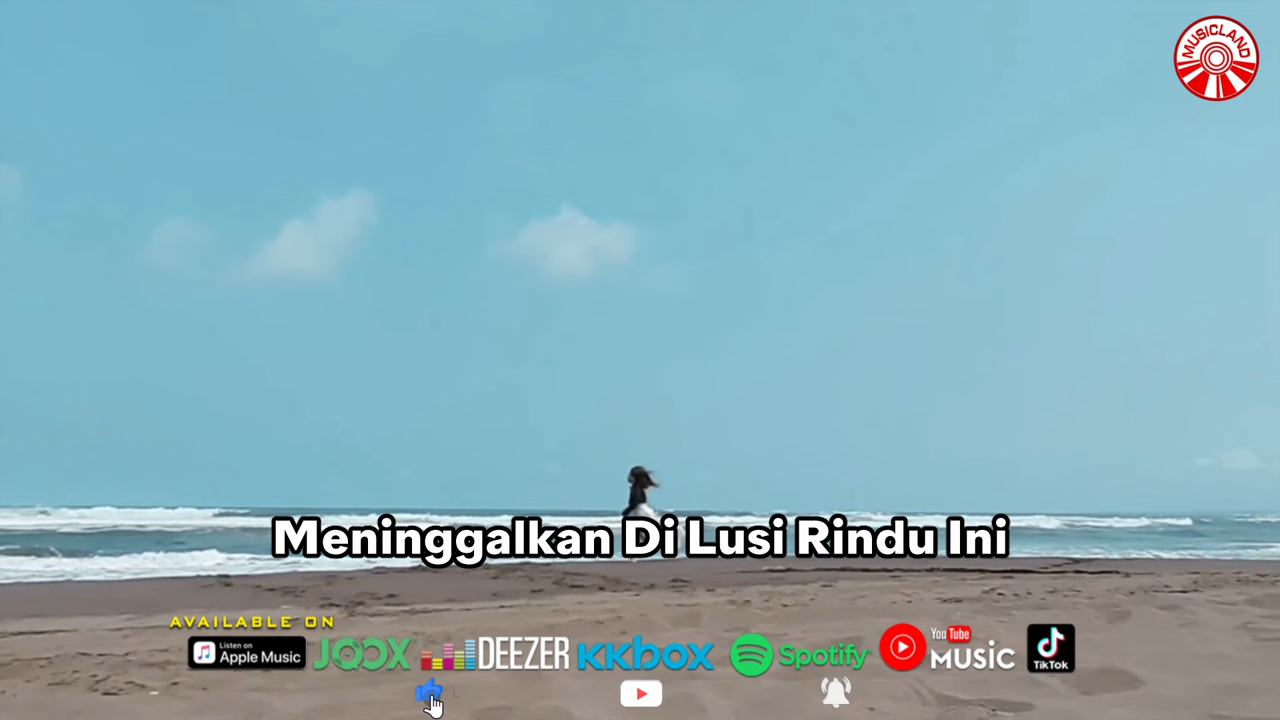 MUSICLAND
Meninggalkan Di Lusi Rindu Ini
AVAILABLE ON
Listen on
Apple Music
JOOX
DEEZER
KKBOX
Spotify
YouTube
MUSIC
TikTok